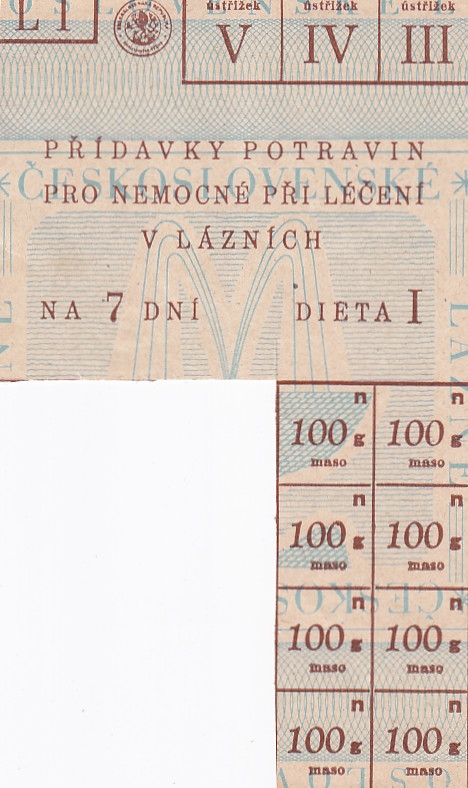 L1
ústřižek ústřižek ústřižek
V IV III
PŘÍDAVKY POTRAVIN
ČESKOSLOVENSKÉ
PRO NEMOCNÉ PŘI LÉČENÍ
V LÁZNÍCH
NA 7 DNÍ DIETA I
n n
100 g 100 g
maso maso
n n
100 g 100 g
maso maso
n n
100 g 100 g
maso maso
n n
100 g 100 g
maso maso